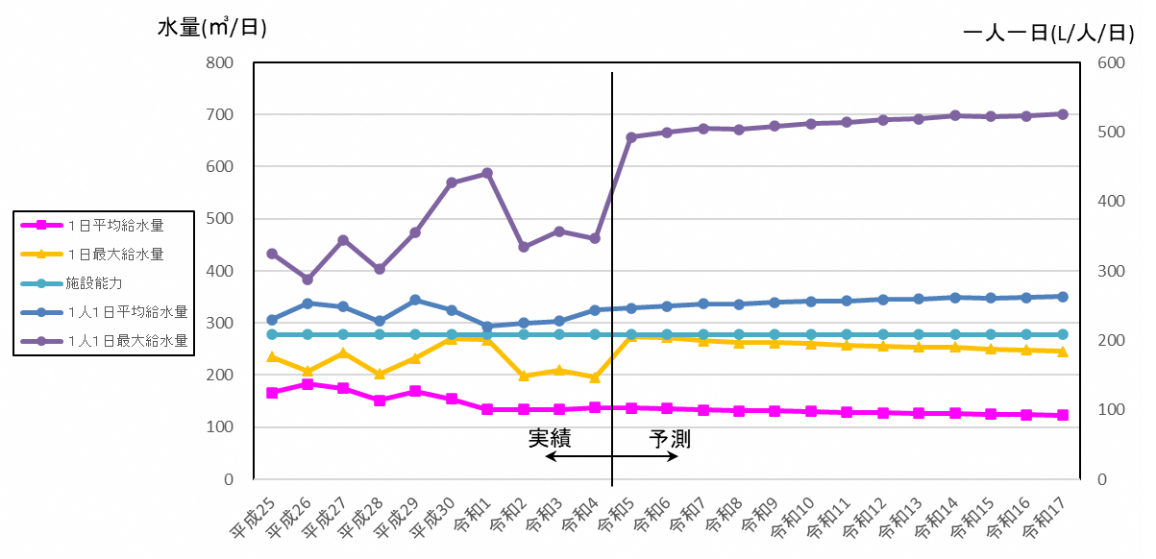 水量(㎥/日)
一人一日(L/人/日)
800
700
600
500
400
300
200
100
0
600
500
400
300
200
100
0
1日平均給水量
1日最大給水量
施設能力
1人1日平均給水量
1人1日最大給水量
実績
予測
平成25
平成26
平成27
平成28
平成29
平成30
令和1
令和2
令和3
令和4
令和5
令和6
令和7
令和8
令和9
令和10
令和11
令和12
令和13
令和14
令和15
令和16
令和17